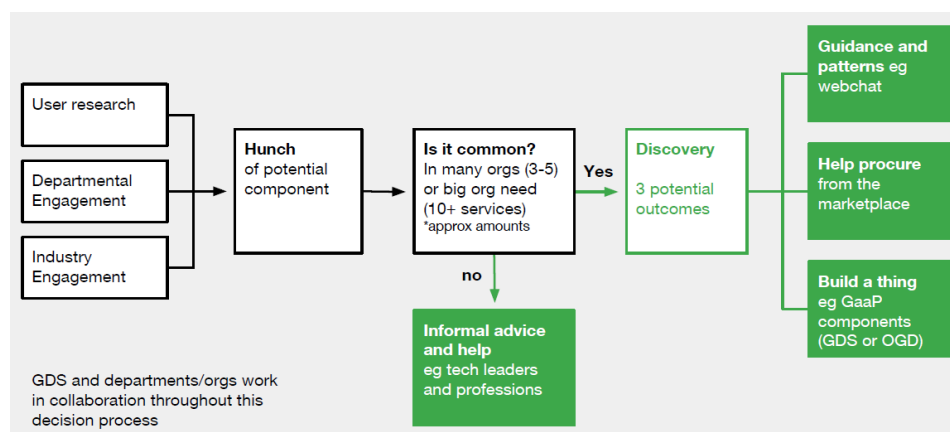 User research
Departmental
Engagement
Industry
Engagement
Hunch
of potential
component
Is it common?
In many orgs (3-5)
or big org need
(10+ services)
*approx amounts
Yes
no
Informal advice
and help
eg tech leaders
and professions
Discovery
3 potential
outcomes
Guidance and
patterns eg
webchat
Help procure
from the
marketplace
Build a thing
eg GaaP
components
(GDS or OGD)
GDS and departments/orgs work
in collaboration throughout this
decision process